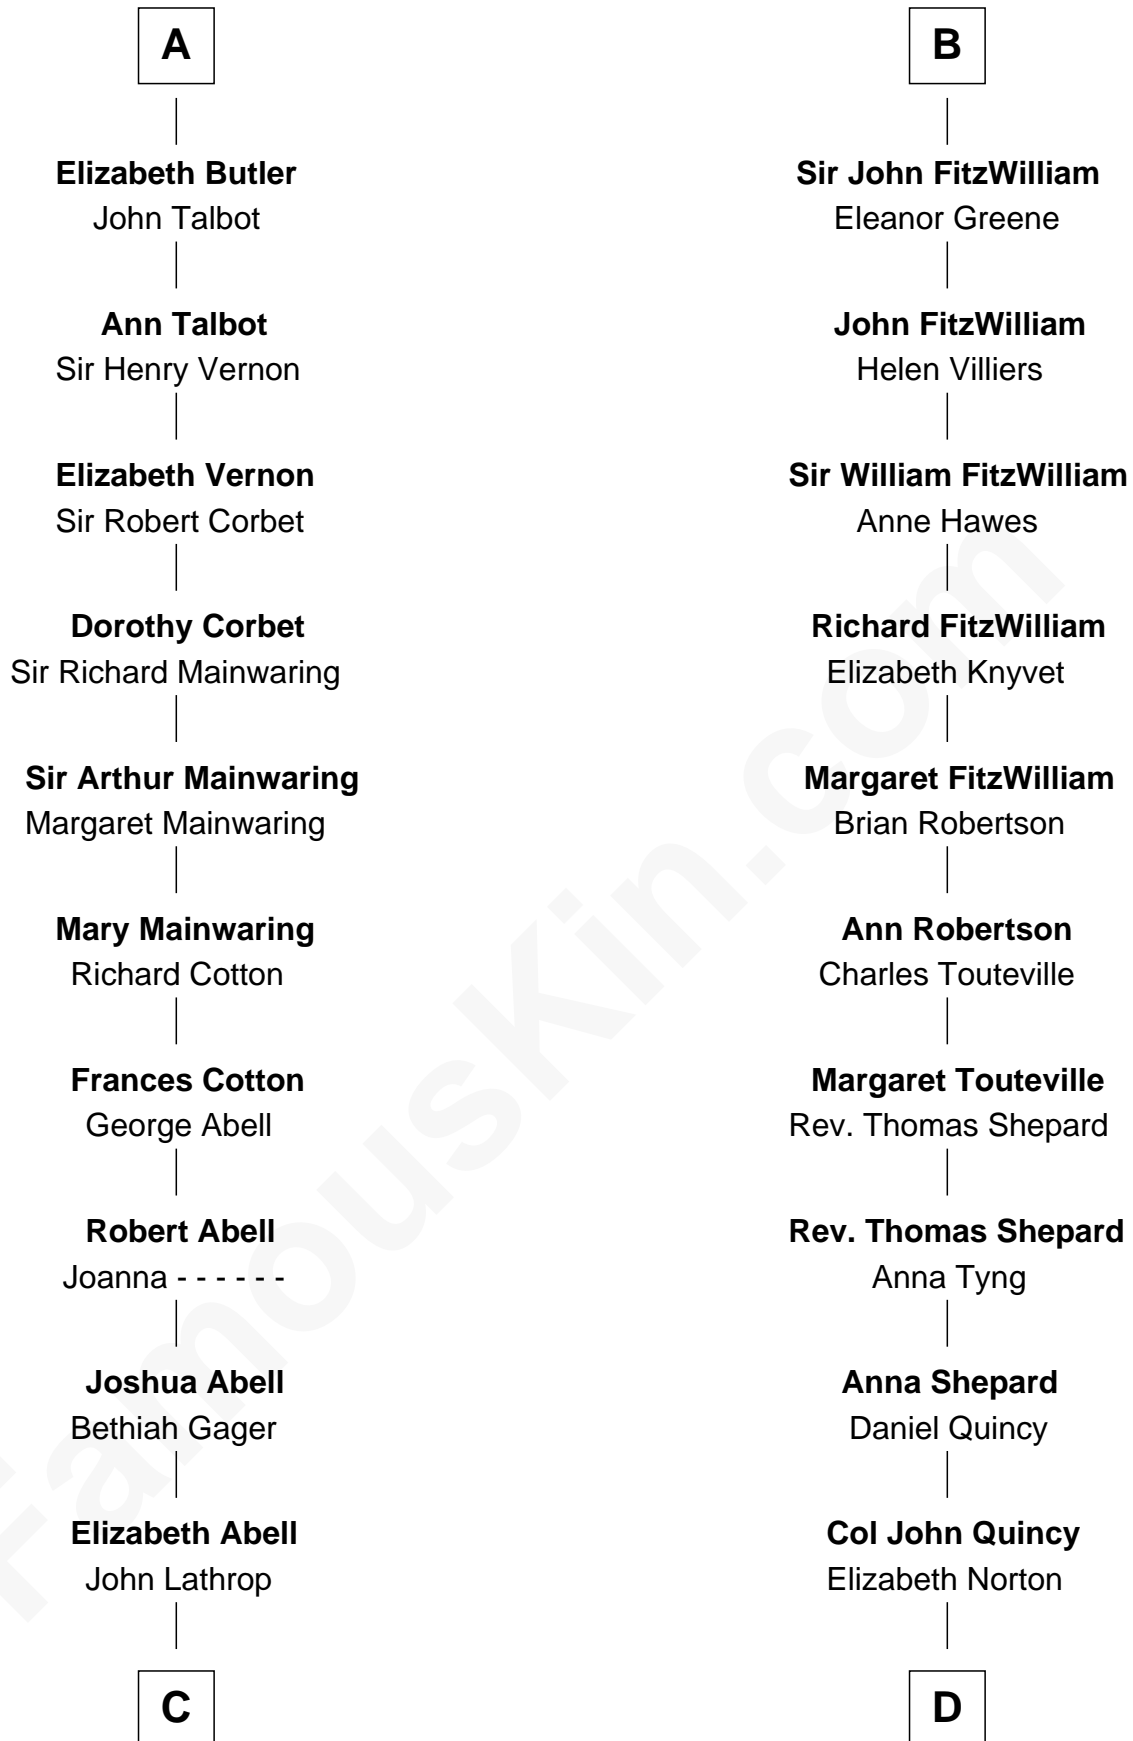 A
Elizabeth Butler
John Talbot
Ann Talbot
Sir Henry Vernon
Elizabeth Vernon
Sir Robert Corbet
Dorothy Corbet
Sir Richard Mainwaring
Sir Arthur Mainwaring
Margaret Mainwaring
Mary Mainwaring
Richard Cotton
Frances Cotton
George Abell
Robert Abell
Joanna - - - - - -
Joshua Abell
Bethiah Gager
Elizabeth Abell
John Lathrop
C
B
Sir John FitzWilliam
Eleanor Greene
John FitzWilliam
Helen Villiers
Sir William FitzWilliam
Anne Hawes
Richard FitzWilliam
Elizabeth Knyvet
Margaret FitzWilliam
Brian Robertson
Ann Robertson
Charles Touteville
Margaret Touteville
Rev. Thomas Shepard
Rev. Thomas Shepard
Anna Tyng
Anna Shepard
Daniel Quincy
Col John Quincy
Elizabeth Norton
D
FamousKin.com